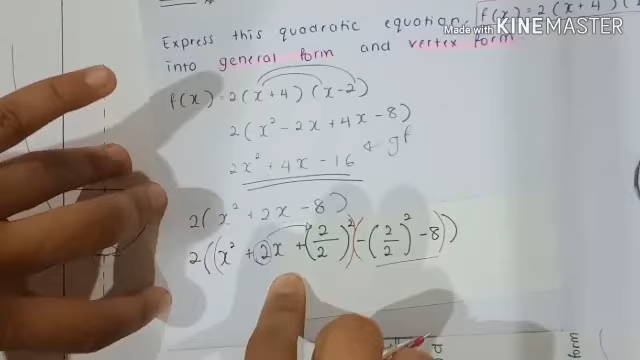 Made with KINEMASTER
Express this quadratic equation, f(x) = 2(x+4)(
into general form and vertex form.
f(x) = 2(x+4)(x-2)
2(x² - 2x + 4x - 8)
2x² + 4x - 16 ← gf
2(x² + 2x - 8)
2((x² + 2x + (2/2)²) (- (2/2)² - 8))
form